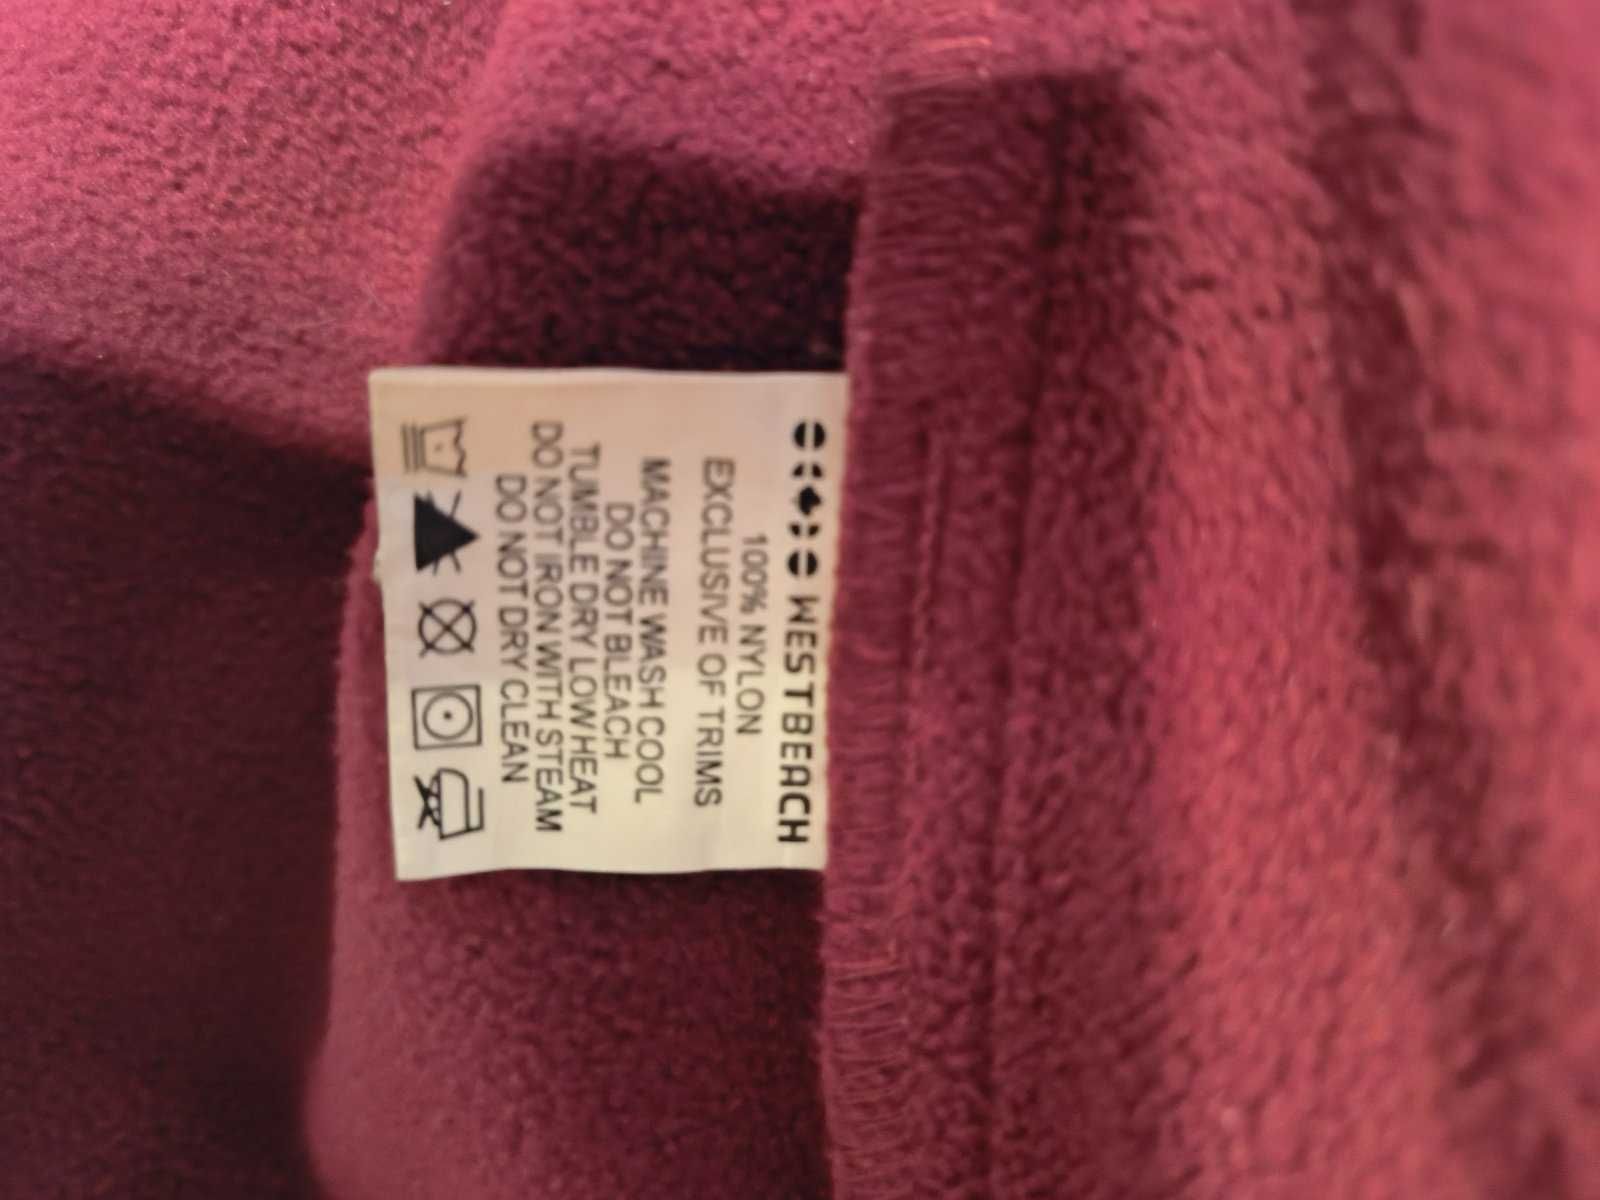 WESTBEACH
100% NYLON
EXCLUSIVE OF TRIMS
MACHINE WASH COOL
DO NOT BLEACH
TUMBLE DRY LOW HEAT
DO NOT IRON WITH STEAM
DO NOT DRY CLEAN